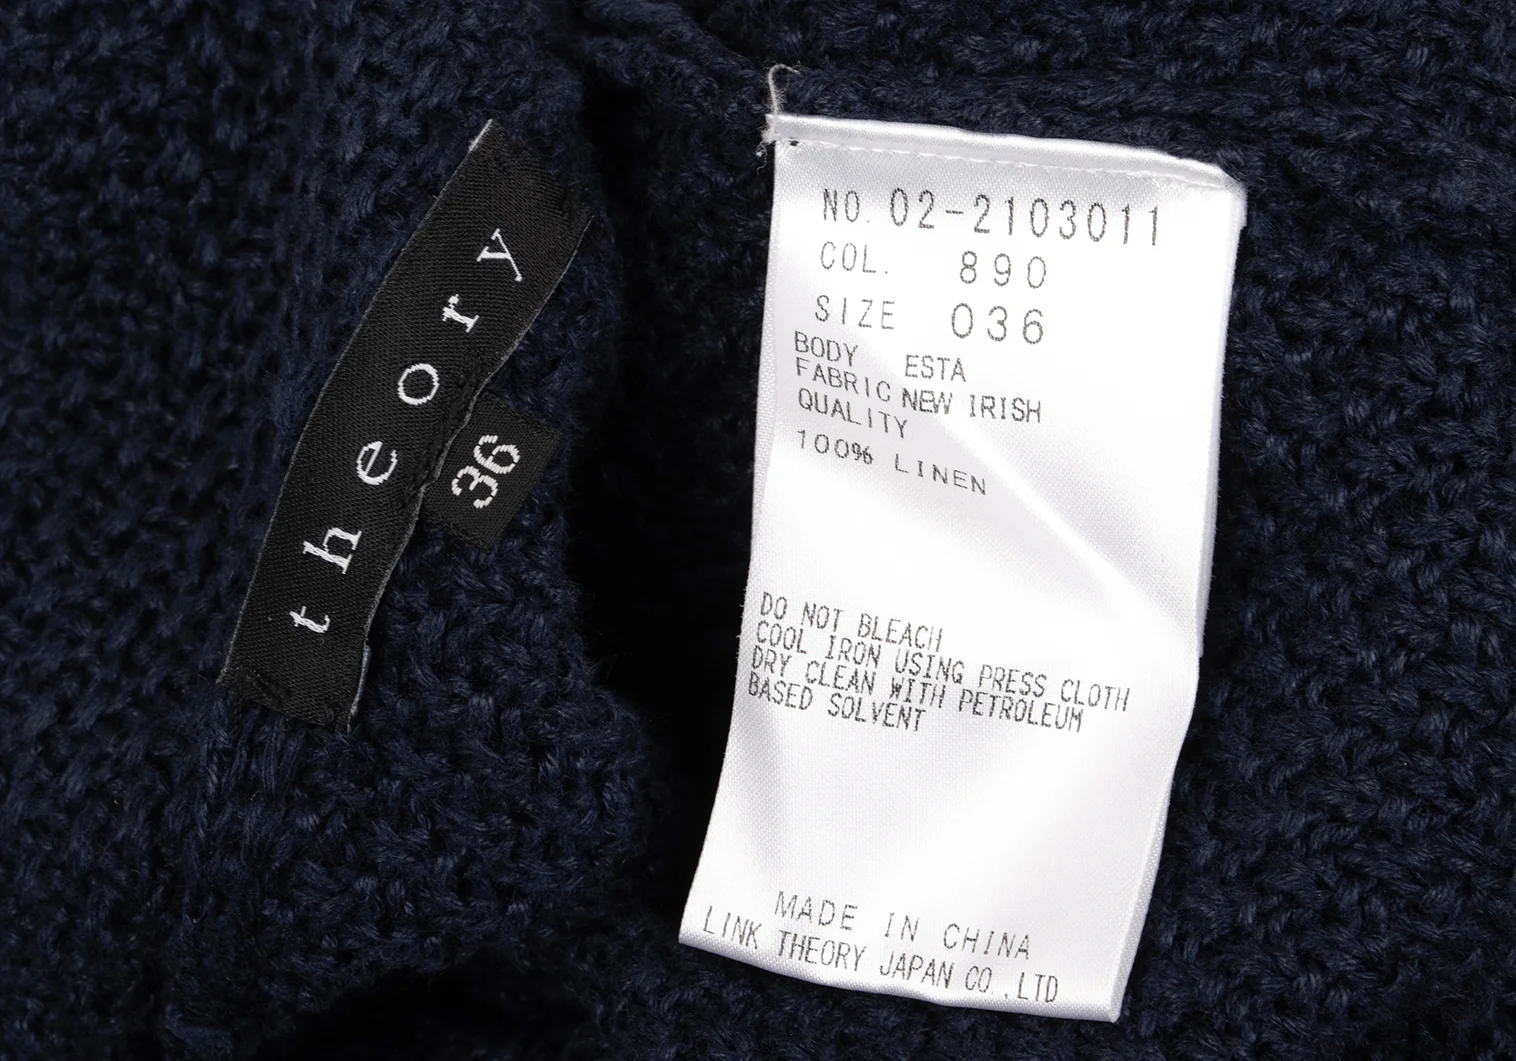 theory
36
NO. 02-2103011
COL. 890
SIZE 036
BODY ESTA
FABRIC NEW IRISH
QUALITY
100% LINEN
DO NOT BLEACH
COOL IRON USING PRESS CLOTH
DRY CLEAN WITH PETROLEUM
BASED SOLVENT
MADE IN CHINA
LINK THEORY JAPAN CO.,LTD